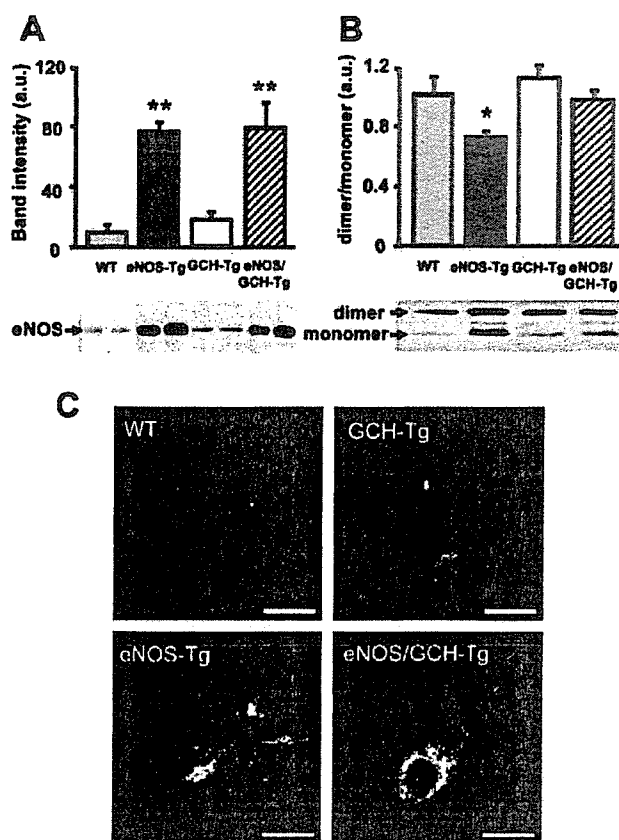 A
Band intensity (a.u.)
120
80
40
0
**
**
WT
eNOS-Tg
GCH-Tg
eNOS/
GCH-Tg
eNOS
B
dimer/monomer (a.u.)
1.2
0.8
0.4
0
*
WT
eNOS-Tg
GCH-Tg
eNOS/
GCH-Tg
dimer
monomer
C
WT
GCH-Tg
eNOS-Tg
eNOS/GCH-Tg